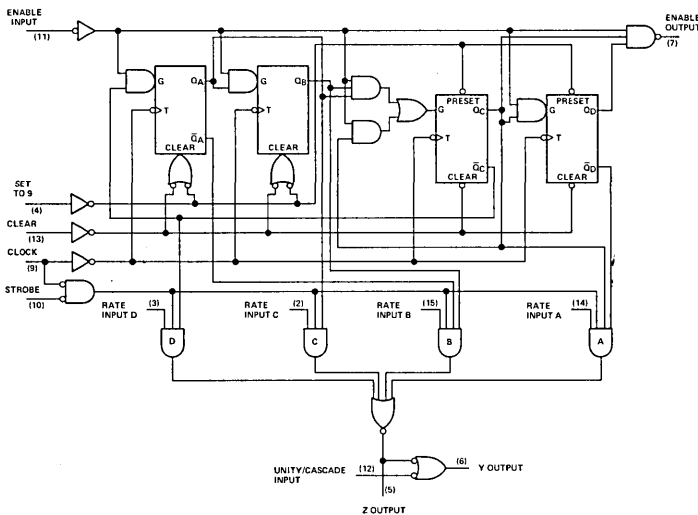 ENABLE
INPUT
(11)
ENABLE
OUTPUT
(7)
G
QA
T
Q̅A
CLEAR
G
QB
T
CLEAR
PRESET
G
QC
T
Q̅C
CLEAR
PRESET
G
QD
T
Q̅D
CLEAR
SET
TO 9
(4)
CLEAR
(13)
CLOCK
(9)
STROBE
(10)
RATE
INPUT D
(3)
RATE
INPUT C
(2)
RATE
INPUT B
(15)
RATE
INPUT A
(14)
D
C
B
A
UNITY/CASCADE
INPUT
(12)
(6)
Y OUTPUT
(5)
Z OUTPUT